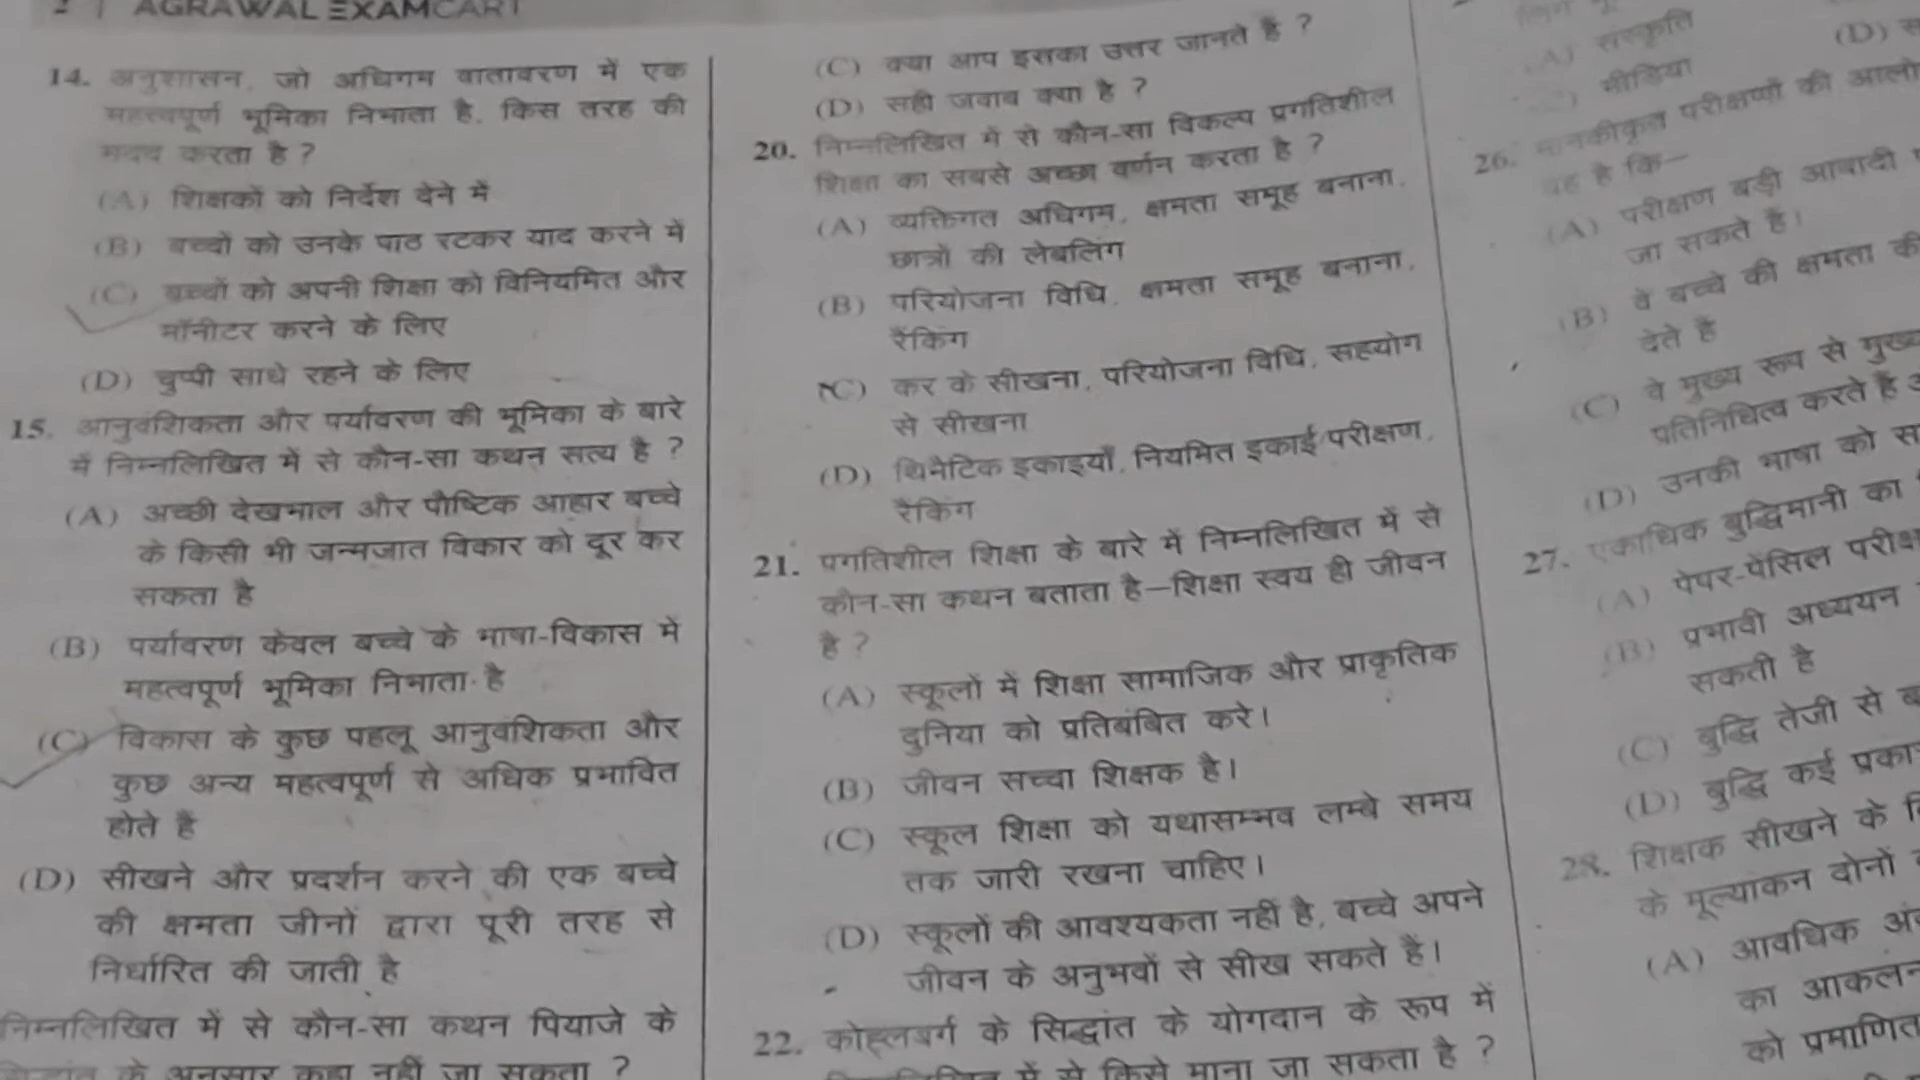 AGRAWAL EXAMCART
14. अनुशासन, जो अधिगम वातावरण में एक
महत्त्वपूर्ण भूमिका निभाता है, किस तरह की
मदद करता है ?
(A) शिक्षकों को निर्देश देने में
(B) बच्चों को उनके पाठ रटकर याद करने में
(C) बच्चों को अपनी शिक्षा को विनियमित और
मॉनीटर करने के लिए
(D) चुप्पी साधे रहने के लिए
15. आनुवंशिकता और पर्यावरण की भूमिका के बारे
में निम्नलिखित में से कौन-सा कथन सत्य है ?
(A) अच्छी देखभाल और पौष्टिक आहार बच्चे
के किसी भी जन्मजात विकार को दूर कर
सकता है
(B) पर्यावरण केवल बच्चे के भाषा-विकास में
महत्वपूर्ण भूमिका निभाता है
(C) विकास के कुछ पहलू आनुवंशिकता और
कुछ अन्य महत्वपूर्ण से अधिक प्रभावित
होते हैं
(D) सीखने और प्रदर्शन करने की एक बच्चे
की क्षमता जीनों द्वारा पूरी तरह से
निर्धारित की जाती है
निम्नलिखित में से कौन-सा कथन पियाजे के
के अनुसार कहा नहीं जा सकता ?
(C) क्या आप इसका उत्तर जानते हैं ?
(D) सही जवाब क्या है ?
20. निम्नलिखित में से कौन-सा विकल्प प्रगतिशील
शिक्षा का सबसे अच्छा वर्णन करता है ?
(A) व्यक्तिगत अधिगम, क्षमता समूह बनाना,
छात्रों की लेबलिंग
(B) परियोजना विधि, क्षमता समूह बनाना,
रैंकिंग
(C) कर के सीखना, परियोजना विधि, सहयोग
से सीखना
(D) थिमैटिक इकाइयाँ, नियमित इकाई परीक्षण,
रैंकिंग
21. प्रगतिशील शिक्षा के बारे में निम्नलिखित में से
कौन-सा कथन बताता है—शिक्षा स्वयं ही जीवन
है ?
(A) स्कूलों में शिक्षा सामाजिक और प्राकृतिक
दुनिया को प्रतिबंबित करे।
(B) जीवन सच्चा शिक्षक है।
(C) स्कूल शिक्षा को यथासम्भव लम्बे समय
तक जारी रखना चाहिए।
(D) स्कूलों की आवश्यकता नहीं है, बच्चे अपने
जीवन के अनुभवों से सीख सकते हैं।
22. कोह्लबर्ग के सिद्धांत के योगदान के रूप में
में से किसे माना जा सकता है ?
(A) संस्कृति
(D)
मीडिया
26. मानकीकृत परीक्षणों की
यह है कि—
(A) परीक्षण बड़ी आबादी
जा सकते हैं।
(B) वे बच्चे की क्षमता की
देते हैं
(C) वे मुख्य रूप से
प्रतिनिधित्व करते हैं
(D) उनकी भाषा को
27. एकाधिक बुद्धिमानी का
(A) पेपर-पेंसिल
(B) प्रभावी अध्ययन
सकती है
(C) बुद्धि तेजी से
(D) बुद्धि कई
28. शिक्षक सीखने के
के मूल्यांकन दोनों
(A) आवधिक
का
को